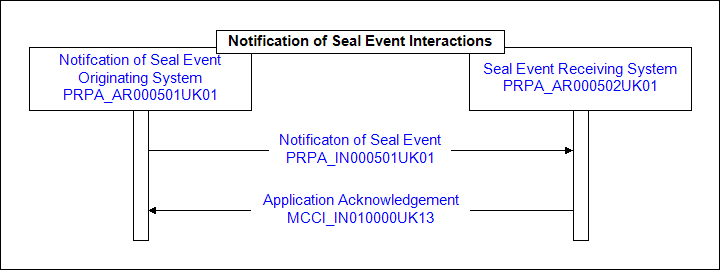 Notification of Seal Event Interactions
Notifcation of Seal Event
Originating System
PRPA_AR000501UK01
Seal Event Receiving System
PRPA_AR000502UK01
Notificaton of Seal Event
PRPA_IN000501UK01
Application Acknowledgement
MCCI_IN010000UK13